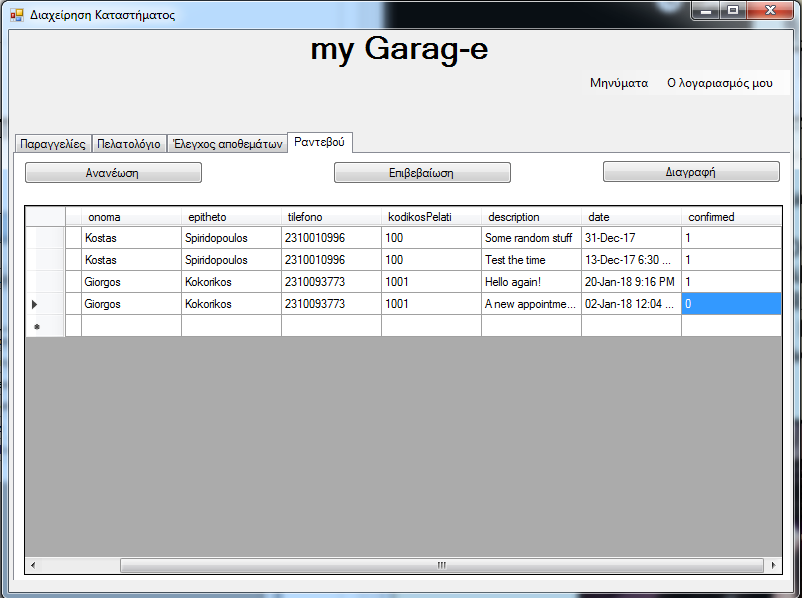 Διαχείρηση Καταστήματος
my Garag-e
Μηνύματα Ο λογαριασμός μου
Παραγγελίες Πελατολόγιο Έλεγχος αποθεμάτων Ραντεβού
Ανανέωση Επιβεβαίωση Διαγραφή
onoma epitheto tilefono kodikosPelati description date confirmed
Kostas Spiridopoulos 2310010996 100 Some random stuff 31-Dec-17 1
Kostas Spiridopoulos 2310010996 100 Test the time 13-Dec-17 6:30 ... 1
Giorgos Kokorikos 2310093773 1001 Hello again! 20-Jan-18 9:16 PM 1
Giorgos Kokorikos 2310093773 1001 A new appointme... 02-Jan-18 12:04 ... 0